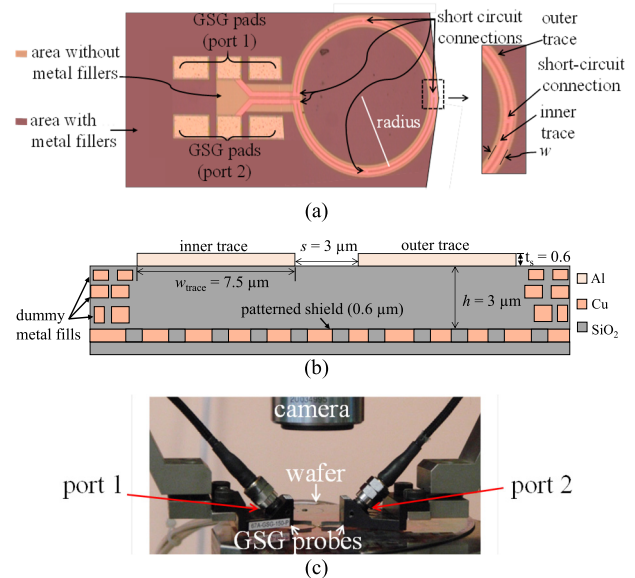 GSG pads
(port 1)
short circuit
connections
outer
trace
area without
metal fillers
short-circuit
connection
inner
trace
radius
area with
metal fillers
w
GSG pads
(port 2)
(a)
inner trace
s = 3 µm
outer trace
tₛ = 0.6
w_trace = 7.5 µm
h = 3 µm
Al
Cu
SiO₂
dummy
metal fills
patterned shield (0.6 µm)
(b)
camera
wafer
port 1
port 2
GSG probes
(c)